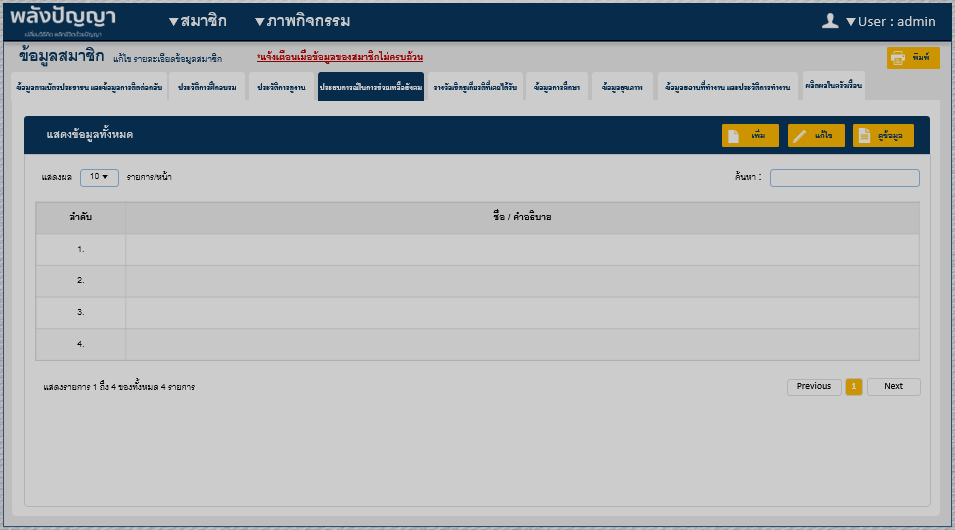 พลังปัญญา
▼สมาชิก ▼ภาพกิจกรรม ▼User : admin
ข้อมูลสมาชิก แก้ไข รายละเอียดข้อมูลสมาชิก *แจ้งเตือนเมื่อข้อมูลของสมาชิกไม่ครบถ้วน พิมพ์
ข้อมูลตามบัตรประชาชน และข้อมูลการติดต่อกลับ ประวัติการฝึกอบรม ประวัติการดูงาน ประสบการณ์ในการช่วยเหลือสังคม รางวัลเชิดชูเกียรติที่เคยได้รับ ข้อมูลการศึกษา ข้อมูลสุขภาพ ข้อมูลสถานที่ทำงาน และประวัติการทำงาน
แสดงข้อมูลทั้งหมด เพิ่ม แก้ไข ดูข้อมูล
แสดงผล 10 ▼ รายการ/หน้า ค้นหา :
ลำดับ ชื่อ / คำอธิบาย
1.
2.
3.
4.
แสดงรายการ 1 ถึง 4 ของทั้งหมด 4 รายการ Previous 1 Next